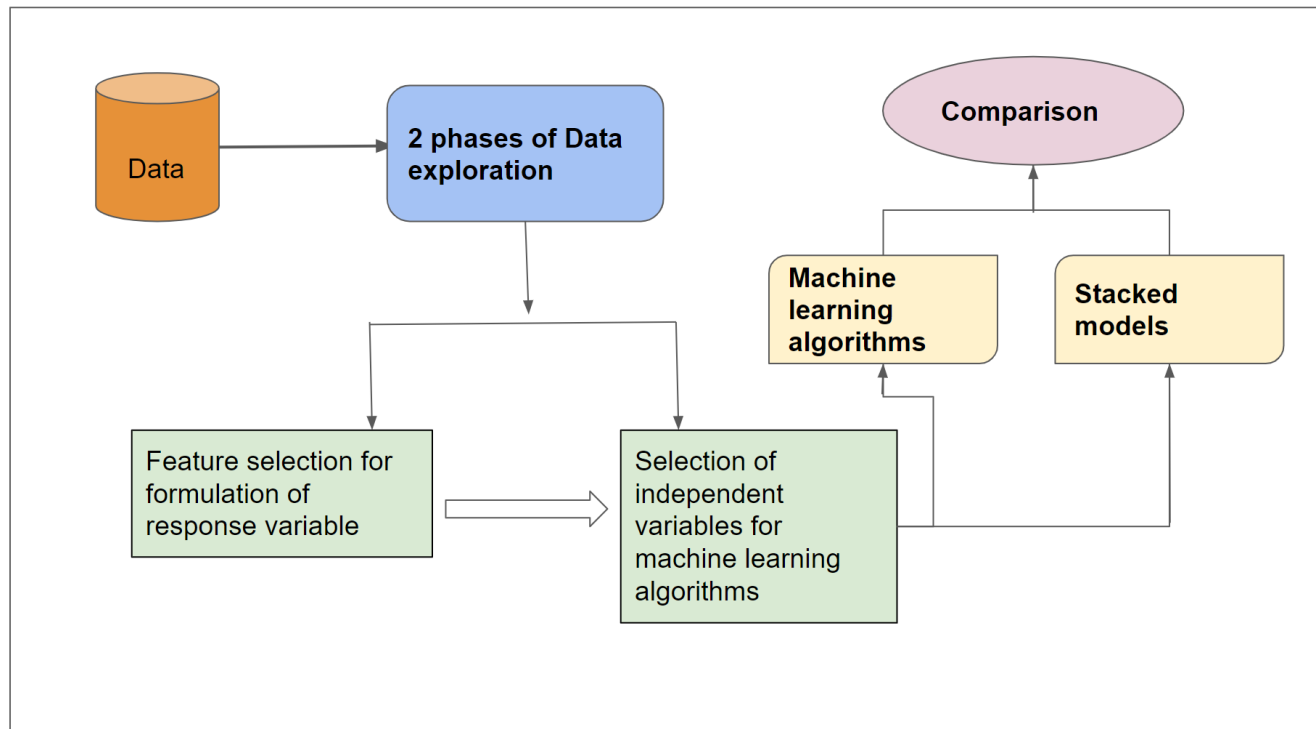 Data
2 phases of Data
exploration
Feature selection for
formulation of
response variable
Selection of
independent
variables for
machine learning
algorithms
Machine
learning
algorithms
Stacked
models
Comparison